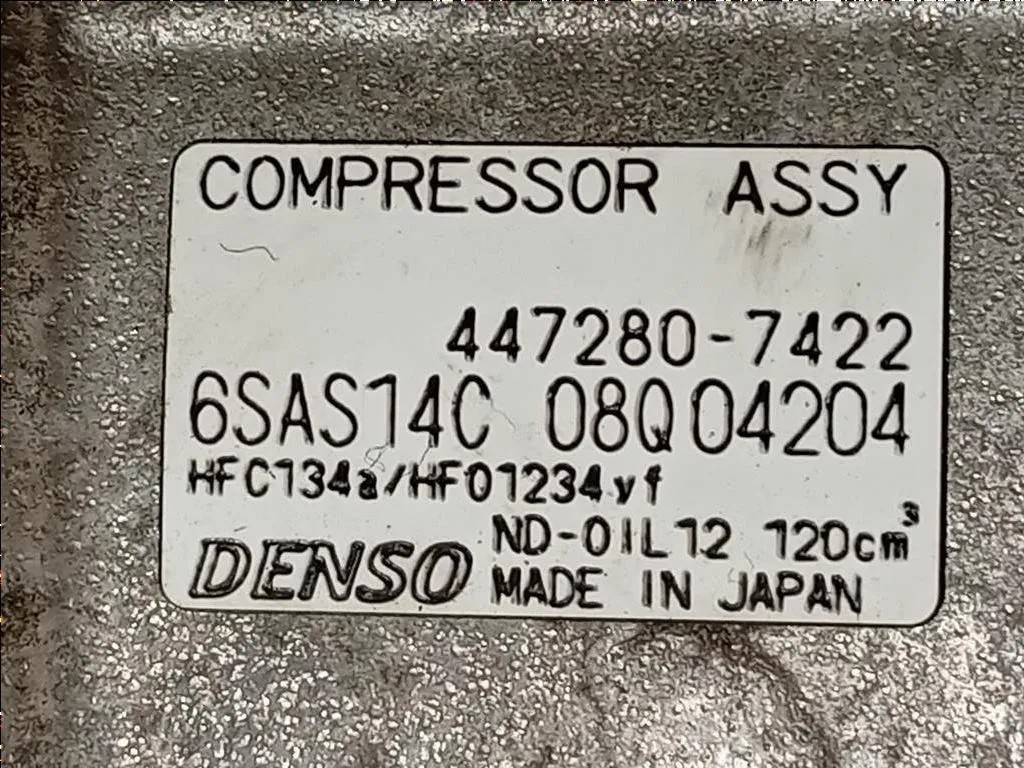 COMPRESSOR ASSY
447280-7422
6SAS14C 08Q04204
HFC134a/HFO1234yf
ND-OIL12 120cm³
DENSO MADE IN JAPAN